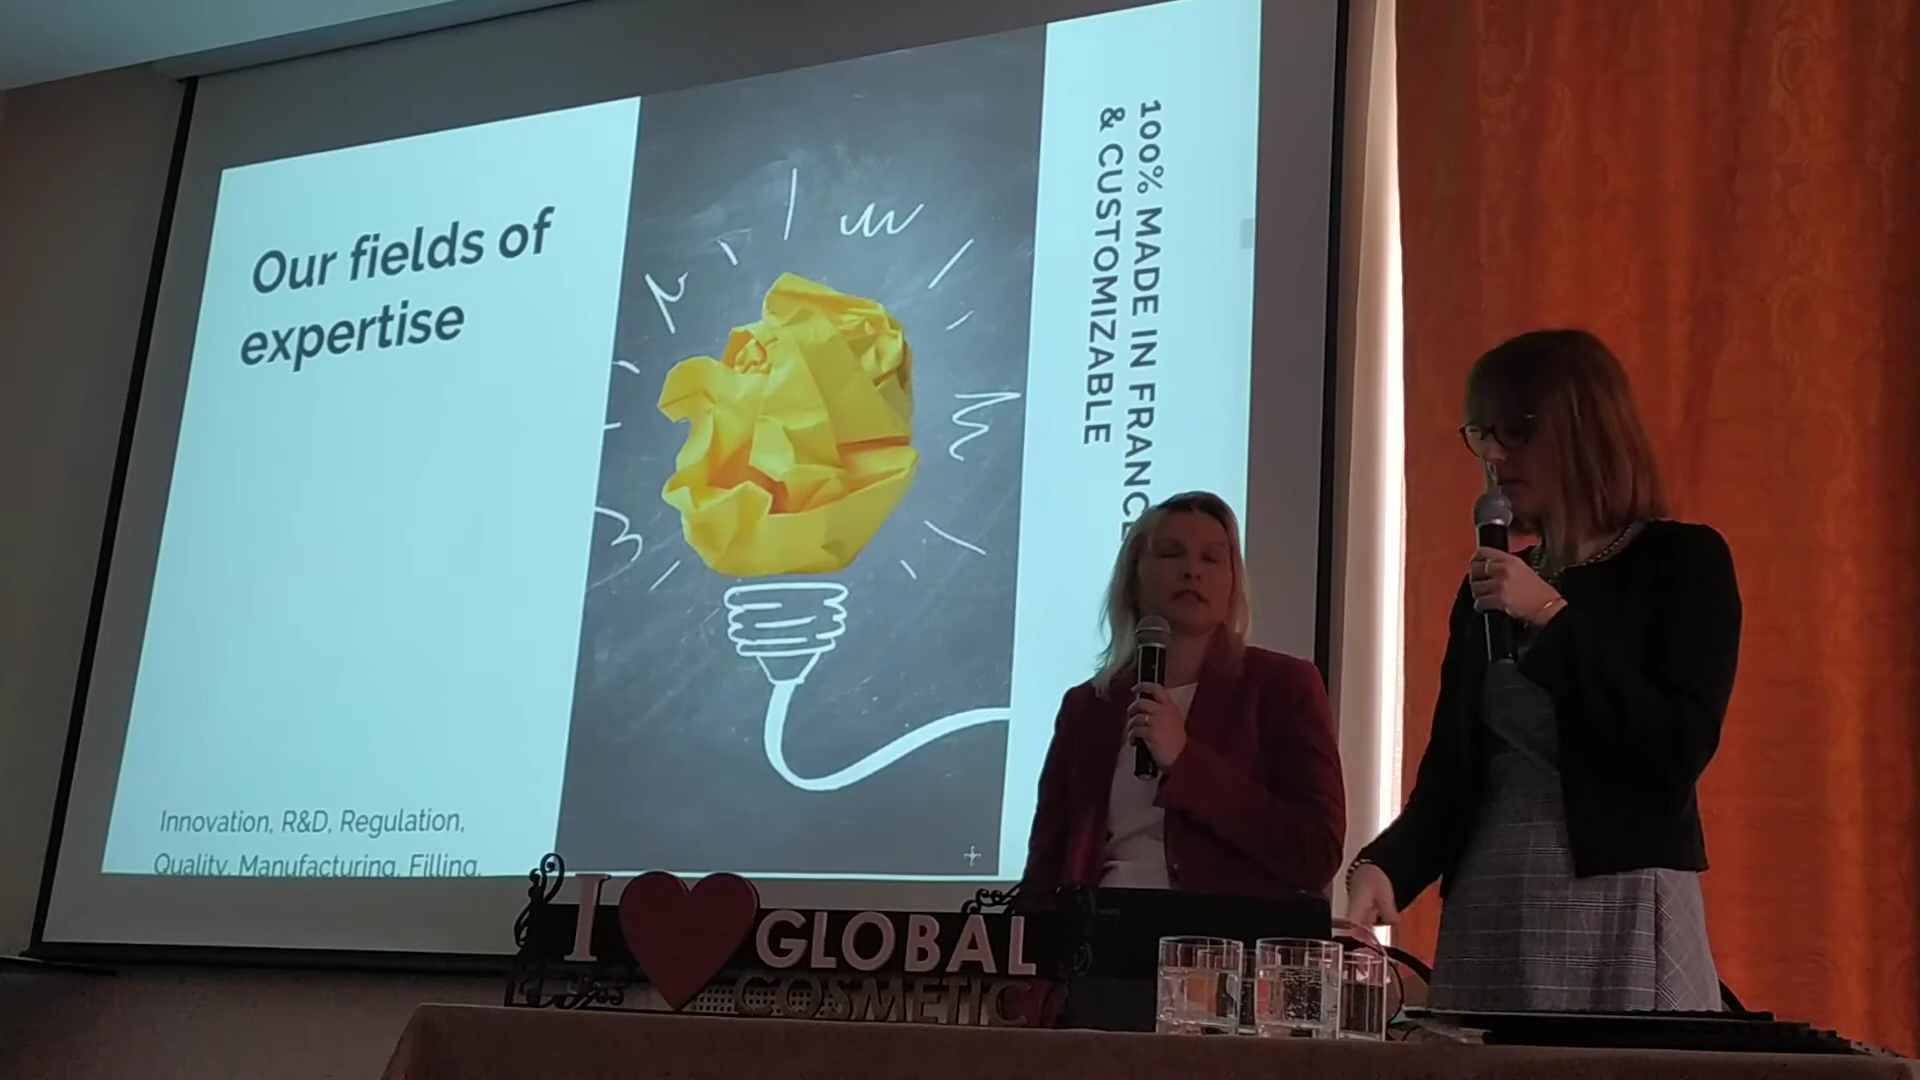 Our fields of
expertise
Innovation, R&D, Regulation,
Quality, Manufacturing, Filling,
100% MADE IN FRANCE
& CUSTOMIZABLE
I
GLOBAL
COSMETIC